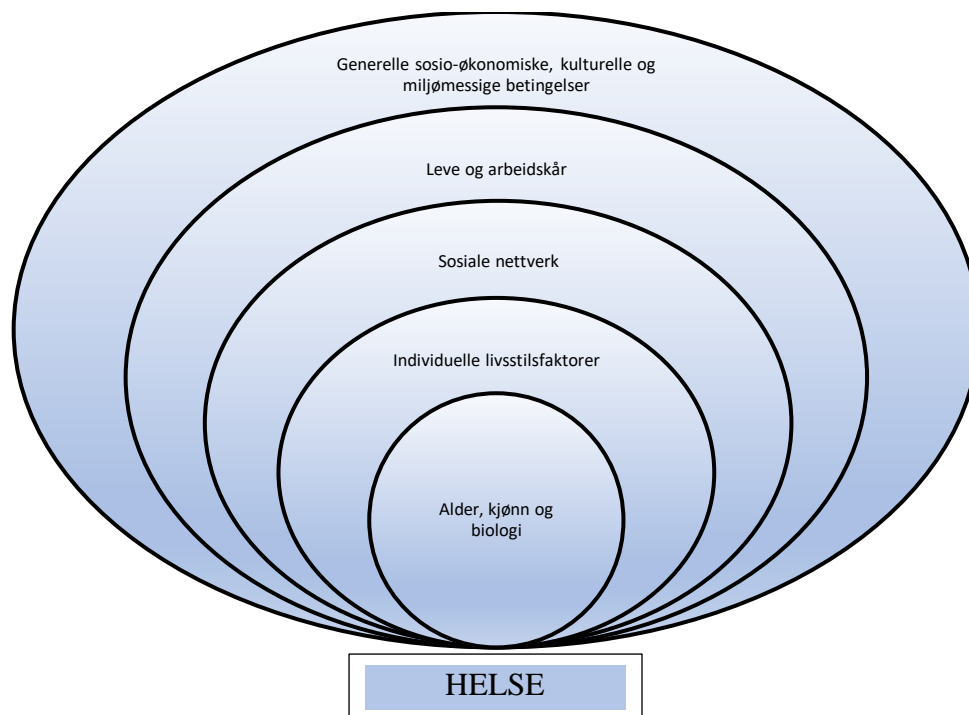 Generelle sosio-økonomiske, kulturelle og
miljømessige betingelser
Leve og arbeidskår
Sosiale nettverk
Individuelle livsstilsfaktorer
Alder, kjønn og
biologi
HELSE